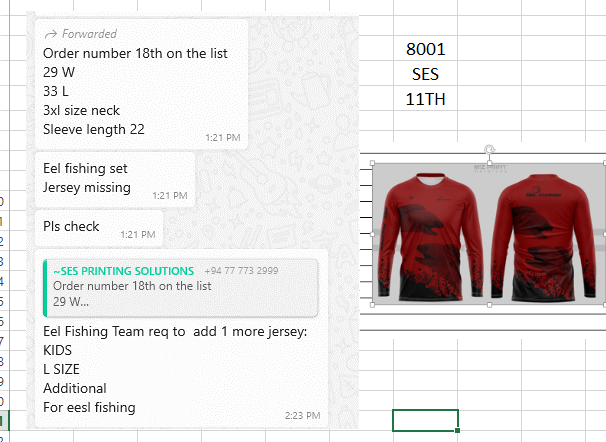 Forwarded
Order number 18th on the list
29 W
33 L
3xl size neck
Sleeve length 22
1:21 PM
Eel fishing set
Jersey missing
1:21 PM
Pls check
1:21 PM
~SES PRINTING SOLUTIONS +94 77 773 2999
Order number 18th on the list
29 W...
Eel Fishing Team req to add 1 more jersey:
KIDS
L SIZE
Additional
For eesl fishing
2:23 PM
8001
SES
11TH